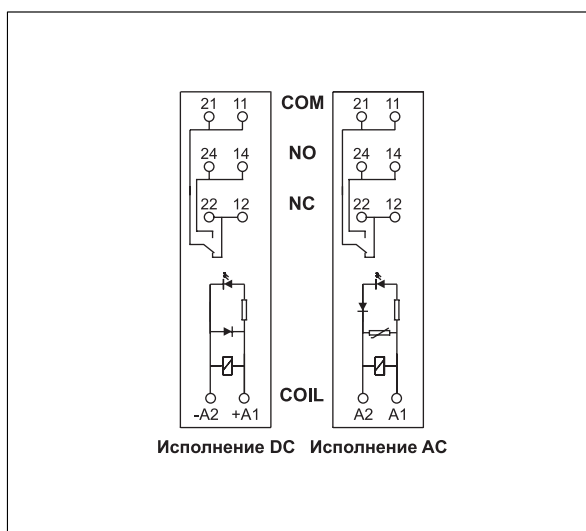 21 11 COM 21 11
24 14 NO 24 14
22 12 NC 22 12
COIL
-A2 +A1 A2 A1
Исполнение DC Исполнение AC